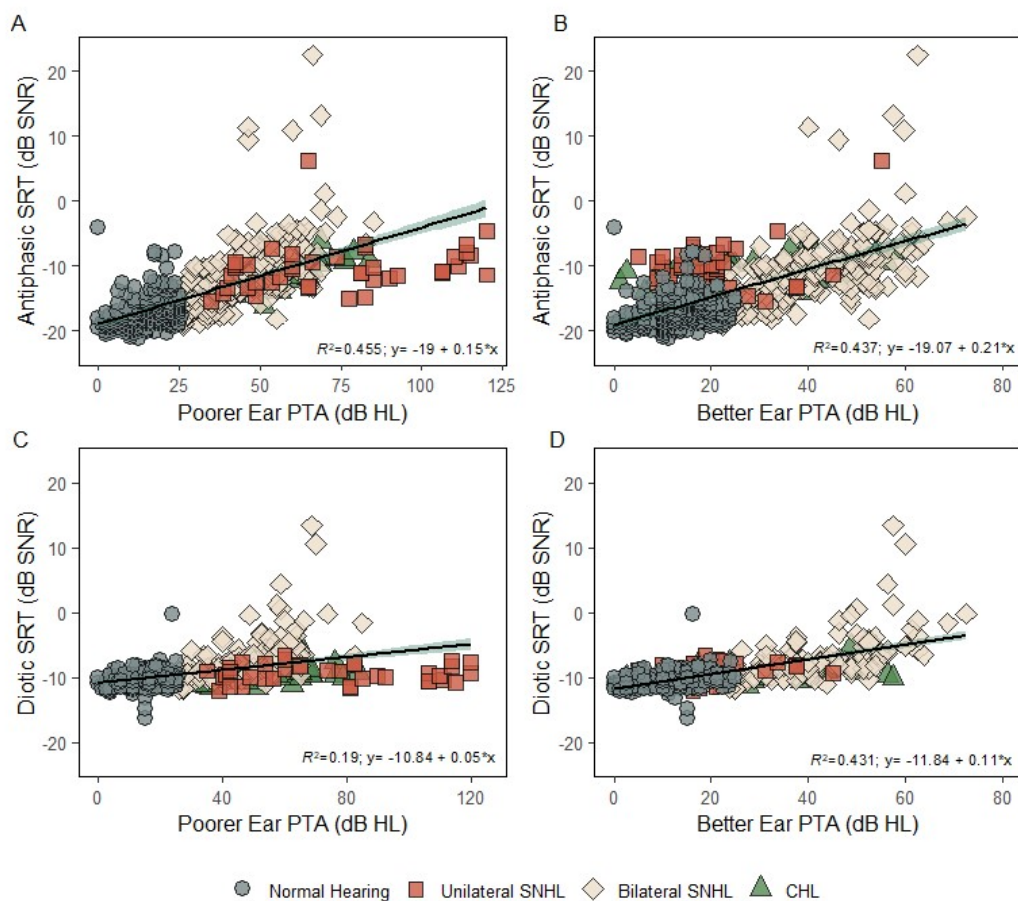 A
B
Antiphasic SRT (dB SNR)
20
10
0
-10
-20
R²=0.455; y= -19 + 0.15*x
0 25 50 75 100 125
Poorer Ear PTA (dB HL)
Antiphasic SRT (dB SNR)
20
10
0
-10
-20
R²=0.437; y= -19.07 + 0.21*x
0 20 40 60 80
Better Ear PTA (dB HL)
C
D
Diotic SRT (dB SNR)
20
10
0
-10
-20
R²=0.19; y= -10.84 + 0.05*x
0 40 80 120
Poorer Ear PTA (dB HL)
Diotic SRT (dB SNR)
20
10
0
-10
-20
R²=0.431; y= -11.84 + 0.11*x
0 20 40 60 80
Better Ear PTA (dB HL)
Normal Hearing Unilateral SNHL Bilateral SNHL CHL